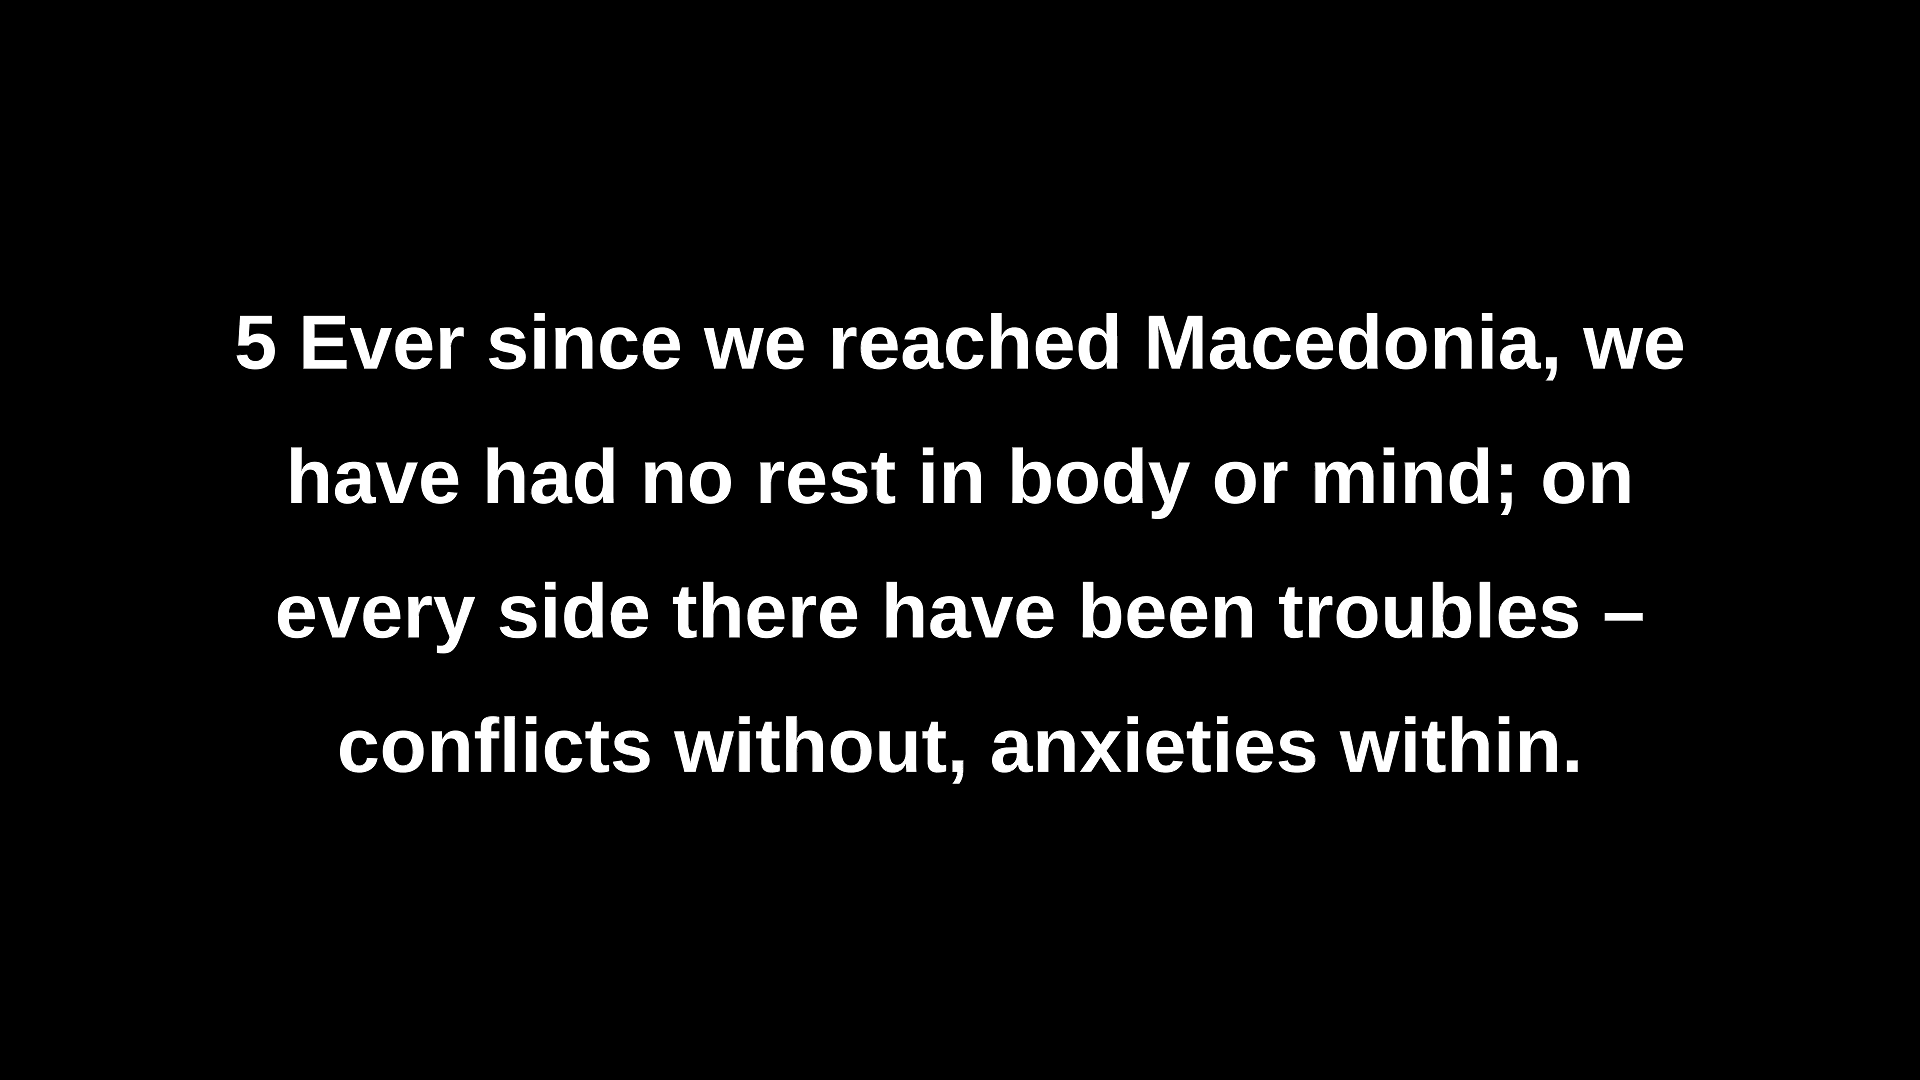 5 Ever since we reached Macedonia, we
have had no rest in body or mind; on
every side there have been troubles –
conflicts without, anxieties within.